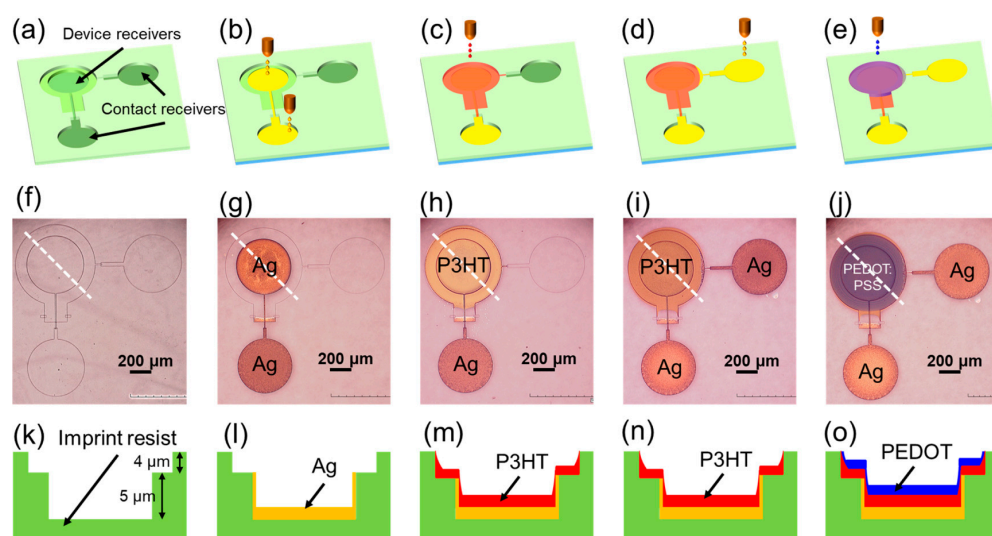 (a)
(b)
(c)
(d)
(e)
Device receivers
Contact receivers
(f)
(g)
(h)
(i)
(j)
Ag
P3HT
P3HT
Ag
PEDOT:
PSS
Ag
Ag
Ag
Ag
Ag
200 µm
200 µm
200 µm
200 µm
200 µm
(k)
(l)
(m)
(n)
(o)
Imprint resist
4 µm
5 µm
Ag
P3HT
P3HT
PEDOT